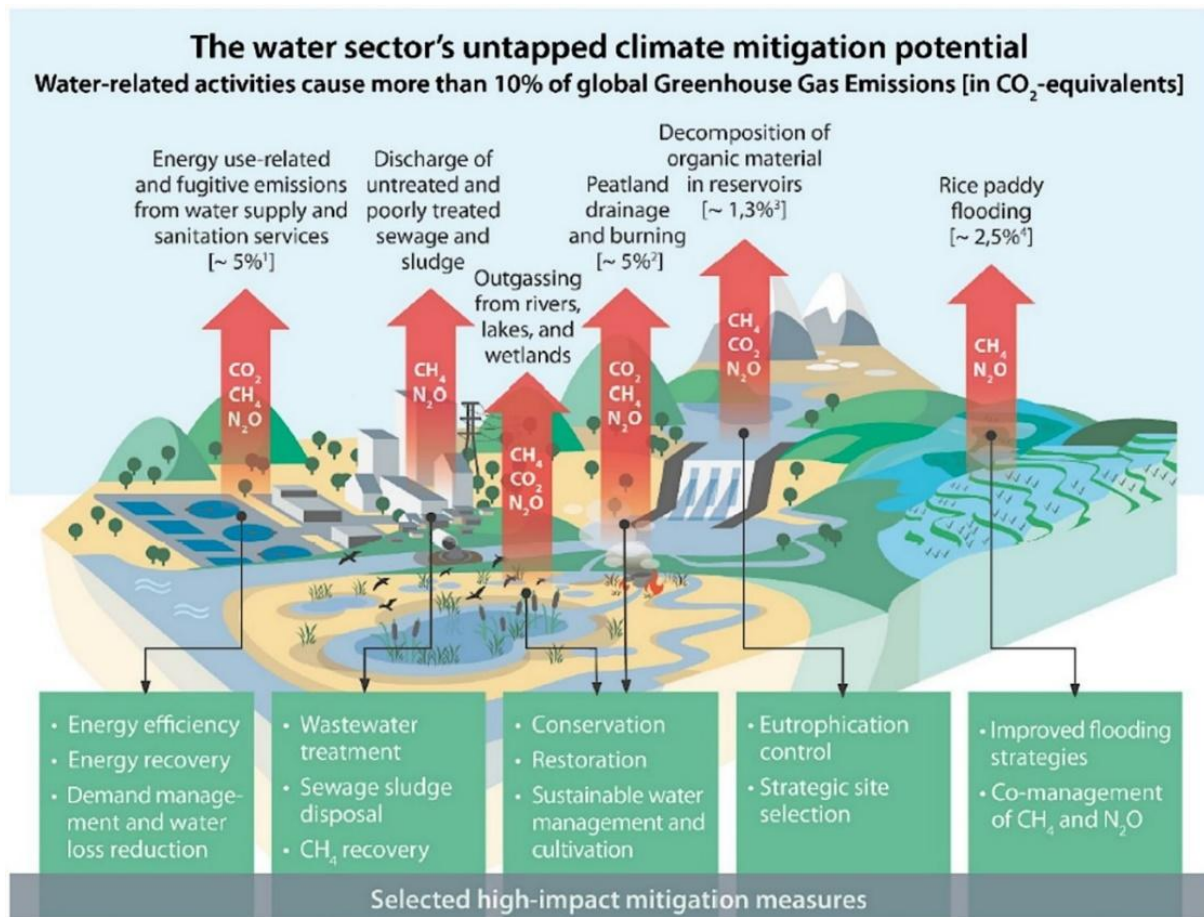 The water sector's untapped climate mitigation potential
Water-related activities cause more than 10% of global Greenhouse Gas Emissions [in CO₂-equivalents]
Energy use-related
and fugitive emissions
from water supply and
sanitation services
[~ 5%¹]
Discharge of
untreated and
poorly treated
sewage and
sludge
Outgassing
from rivers,
lakes, and
wetlands
Peatland
drainage
and burning
[~ 5%²]
Decomposition of
organic material
in reservoirs
[~ 1,3%³]
Rice paddy
flooding
[~ 2,5%⁴]
CO₂
CH₄
N₂O
CH₄
N₂O
CH₄
CO₂
N₂O
CO₂
CH₄
N₂O
CH₄
CO₂
N₂O
CH₄
N₂O
• Energy efficiency
• Energy recovery
• Demand manage-
ment and water
loss reduction
• Wastewater
treatment
• Sewage sludge
disposal
• CH₄ recovery
• Conservation
• Restoration
• Sustainable water
management and
cultivation
• Eutrophication
control
• Strategic site
selection
• Improved flooding
strategies
• Co-management
of CH₄ and N₂O
Selected high-impact mitigation measures